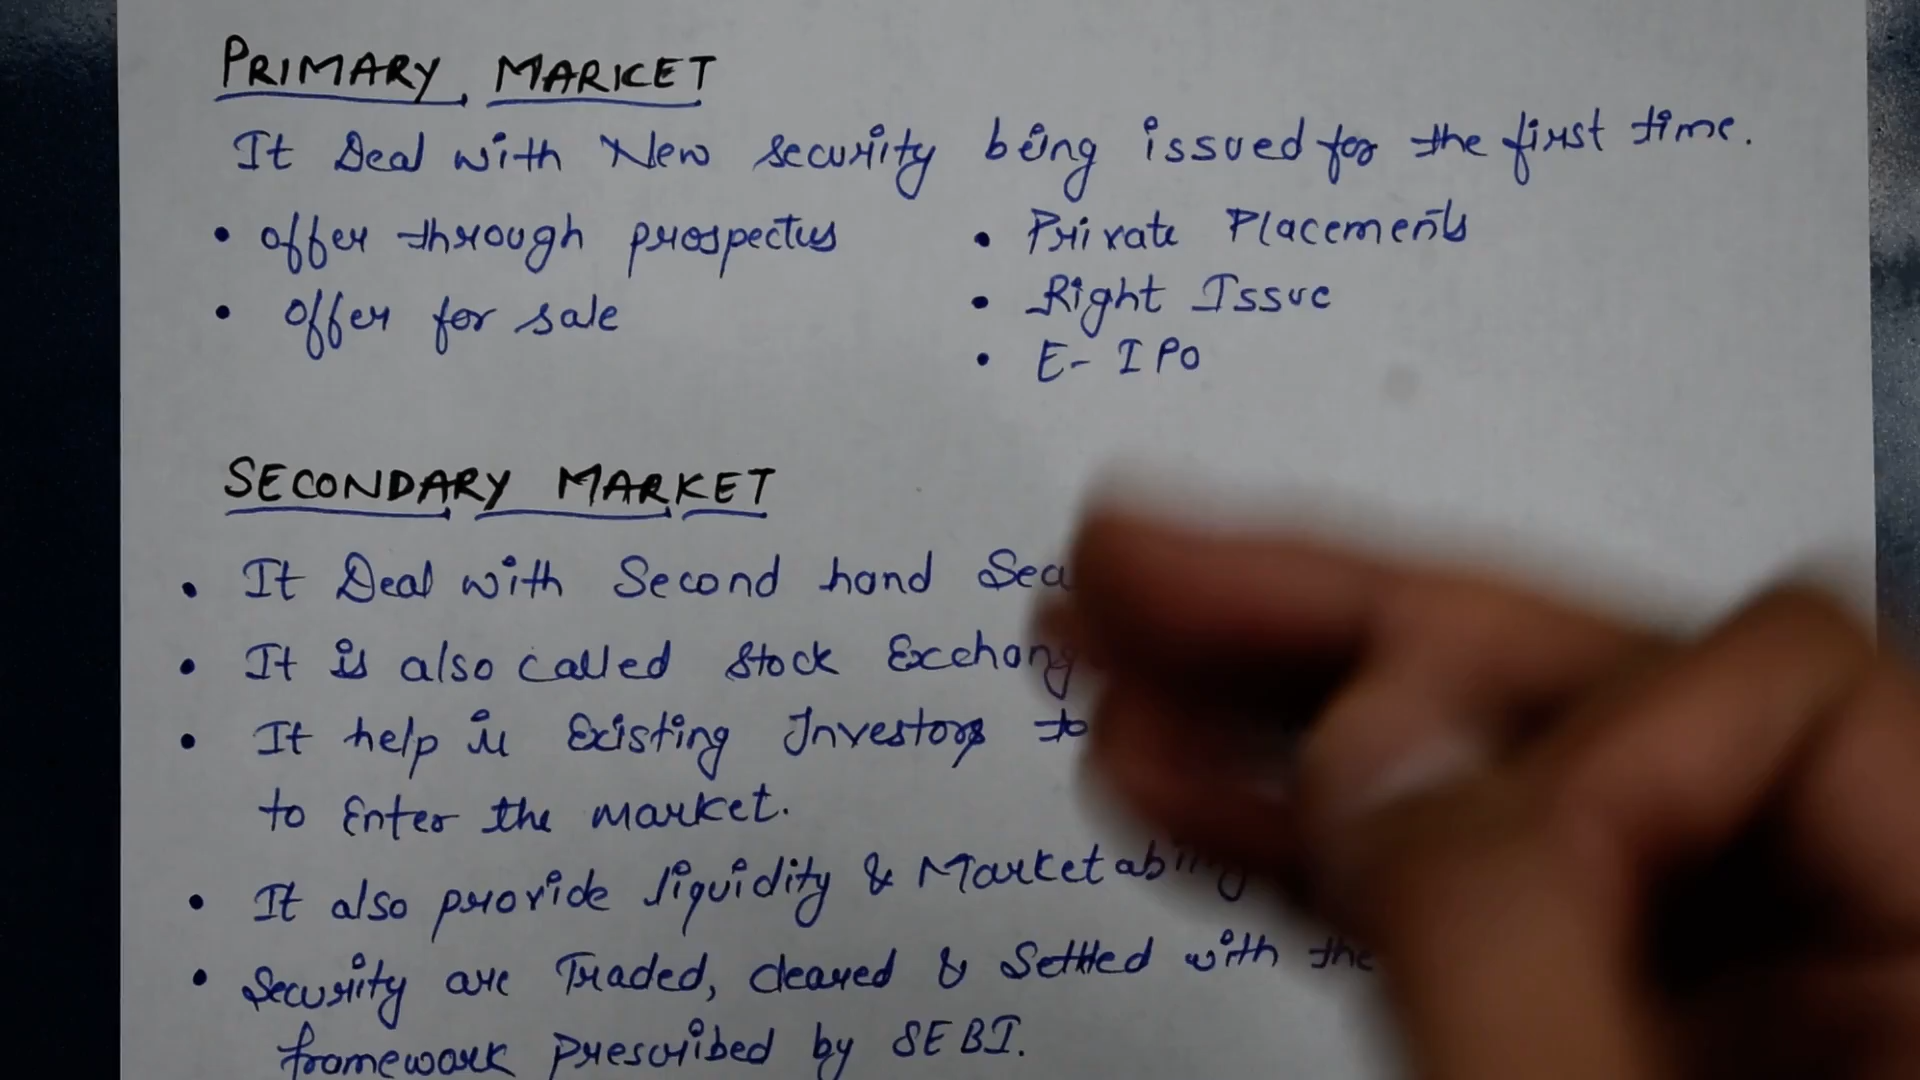 PRIMARY MARKET
It Deal with New security being issued for the first time.
• offer through prospectus
• offer for sale
• Private Placements
• Right Issue
• E-IPO
SECONDARY MARKET
• It Deal with Second hand
• It is also called Stock
• It help in Existing Investors to
to Enter the market.
• It also provide liquidity &
• Security are Traded, cleared & Settled with the
framework prescribed by SEBI.